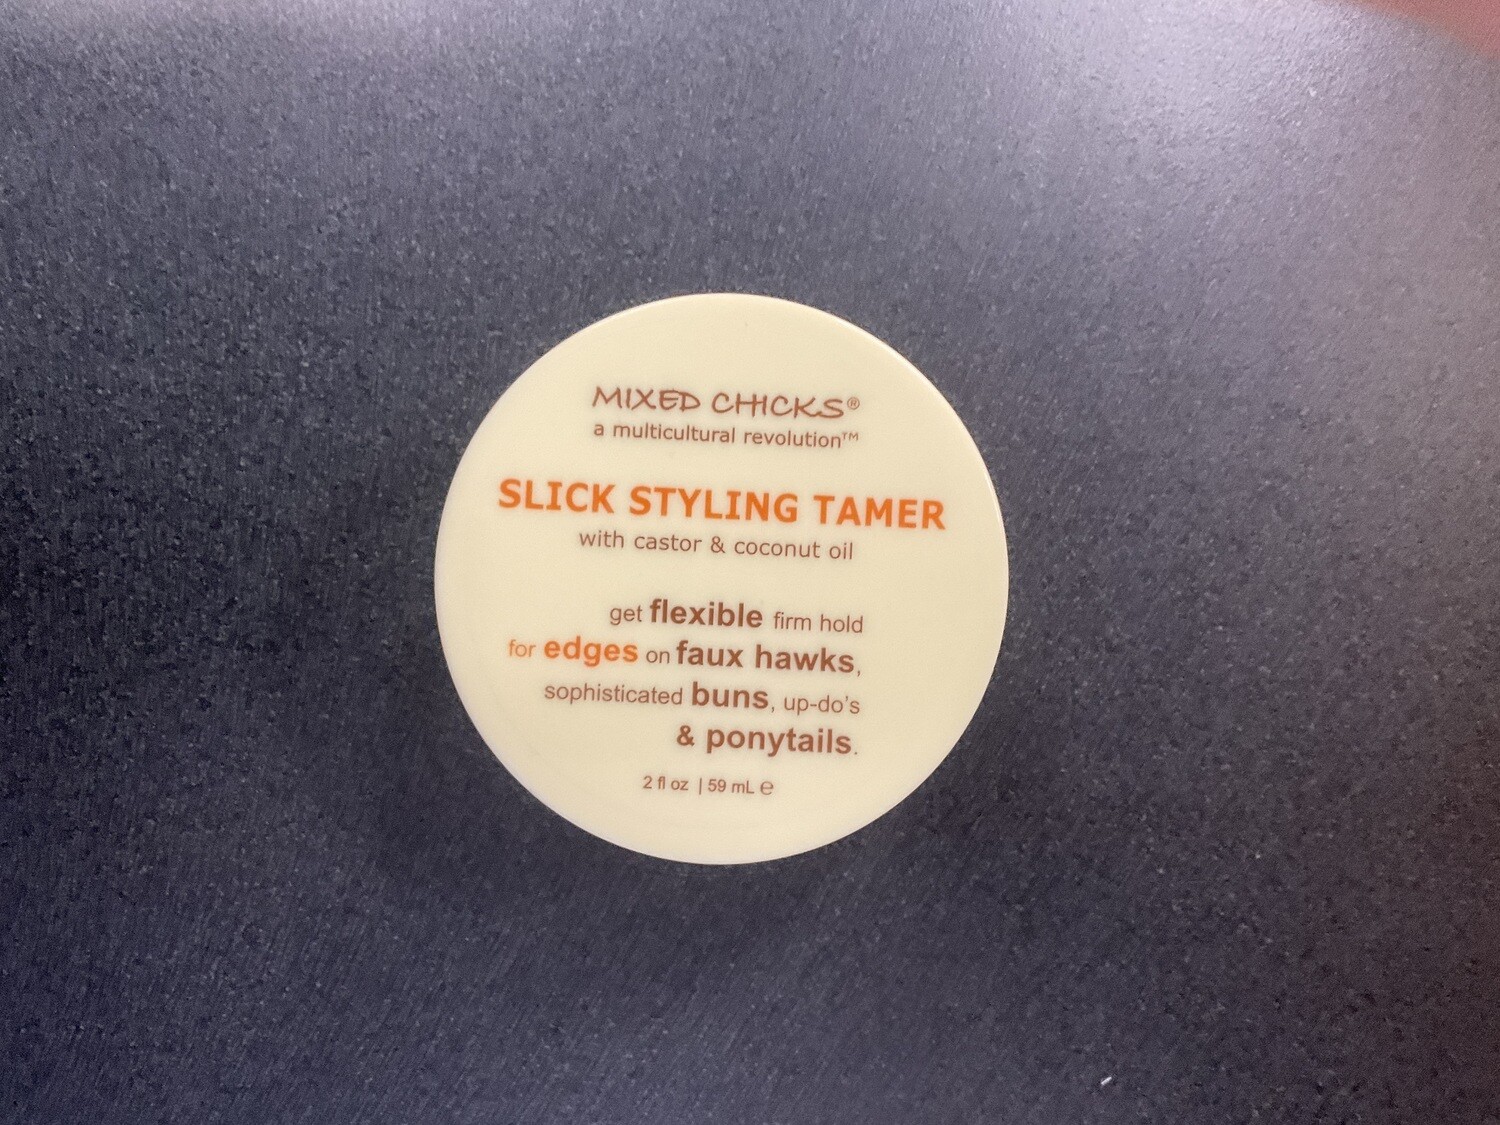 MIXED CHICKS®
a multicultural revolution™
SLICK STYLING TAMER
with castor & coconut oil
get flexible firm hold
for edges on faux hawks,
sophisticated buns, up-do's
& ponytails.
2 fl oz | 59 mL ℮